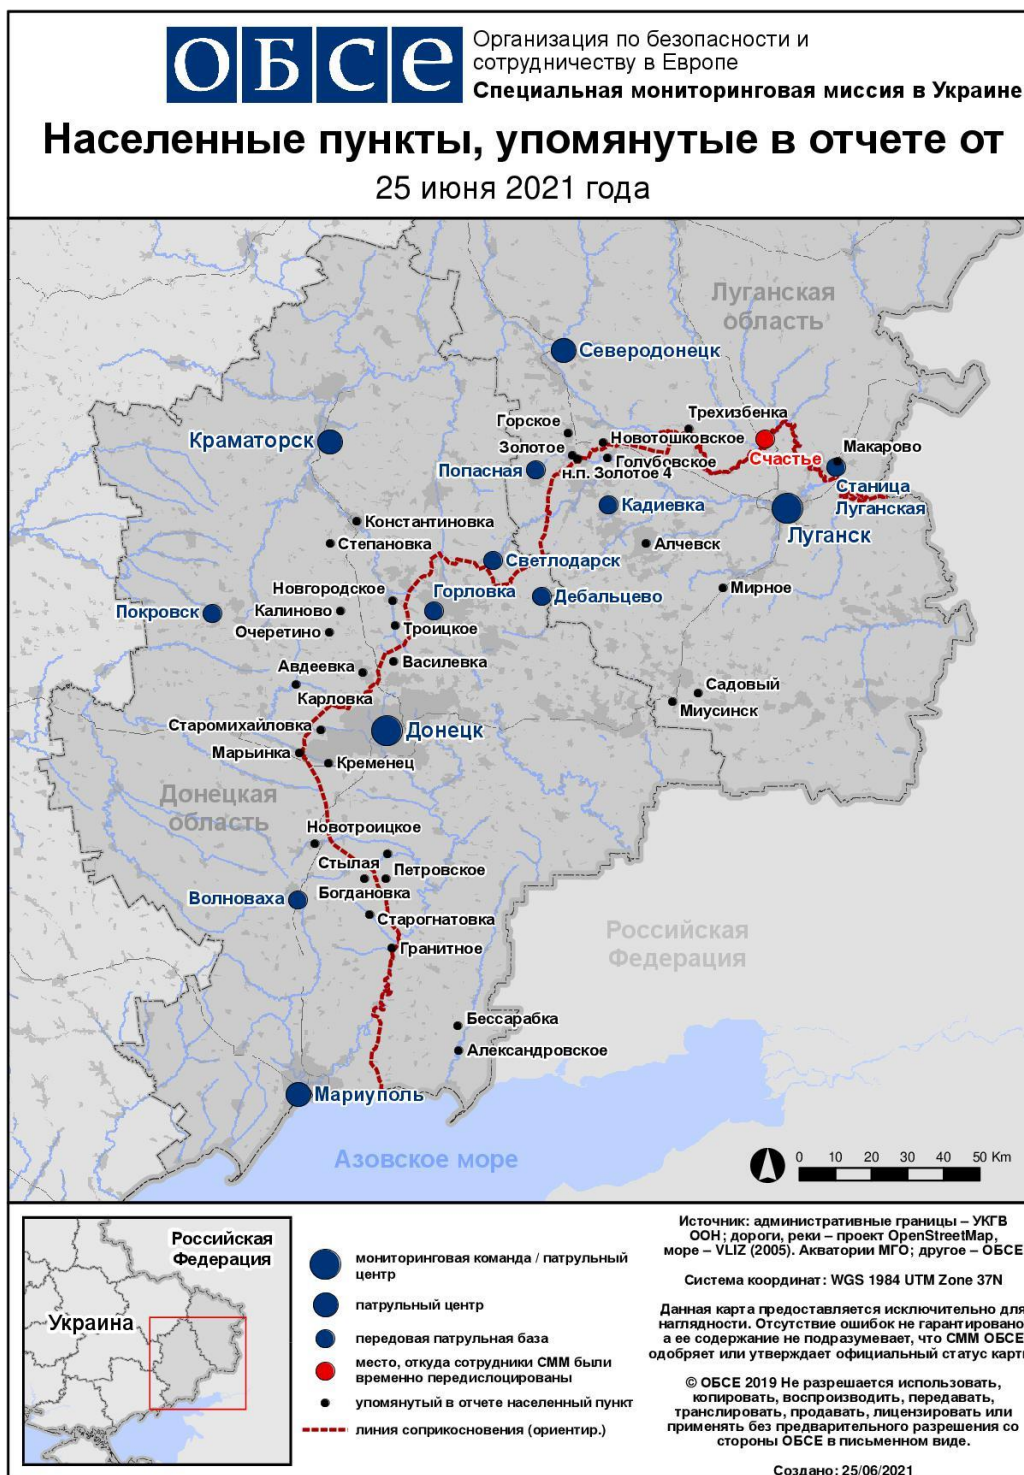 ОБСЕ
Организация по безопасности и
сотрудничеству в Европе
Специальная мониторинговая миссия в Украине
Населенные пункты, упомянутые в отчете от
25 июня 2021 года
Луганская
область
Северодонецк
Трехизбенка
Горское
Краматорск
Новотошковское
Макарово
Золотое
Голубовское
Счастье
Попасная
н.п. Золотое 4
Станица
Луганская
Кадиевка
Константиновка
Луганск
Степановка
Алчевск
Светлодарск
Новгородское
Горловка
Дебальцево
Мирное
Покровск
Калиново
Очеретино
Троицкое
Авдеевка
Василевка
Карловка
Садовый
Миусинск
Старомихайловка
Донецк
Марьинка
Кременец
Донецкая
область
Новотроицкое
Стылая
Петровское
Богдановка
Волноваха
Старогнатовка
Российская
Федерация
Гранитное
Бессарабка
Александровское
Мариуполь
Азовское море
0 10 20 30 40 50 Km
Российская
Федерация
Украина
мониторинговая команда / патрульный
центр
патрульный центр
передовая патрульная база
место, откуда сотрудники СММ были
временно передислоцированы
упомянутый в отчете населенный пункт
линия соприкосновения (ориентир.)
Источник: административные границы – УКГВ
ООН; дороги, реки – проект OpenStreetMap,
море – VLIZ (2005). Акватории МГО; другое – ОБСЕ
Система координат: WGS 1984 UTM Zone 37N
Данная карта предоставляется исключительно для
наглядности. Отсутствие ошибок не гарантировано
а ее содержание не подразумевает, что СММ ОБСЕ
одобряет или утверждает официальный статус карт
© ОБСЕ 2019 Не разрешается использовать,
копировать, воспроизводить, передавать,
транслировать, продавать, лицензировать или
применять без предварительного разрешения со
стороны ОБСЕ в письменном виде.
Создано: 25/06/2021